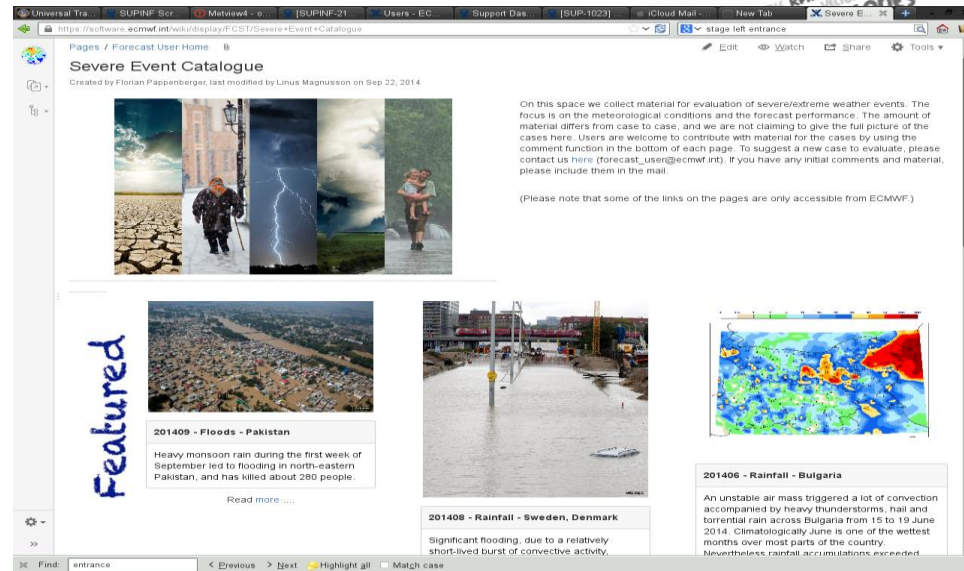 Universal Tra...
SUPINF Scr...
Metview4 - o...
[SUPINF-21
Users - EC...
Support Das...
[SUP-1023] ...
iCloud Mail -...
New Tab
Severe E...
https://software.ecmwf.int/wiki/display/FCST/Severe+Event+Catalogue
stage left entrance
Pages / Forecast User Home
Edit Watch Share Tools
Severe Event Catalogue
Created by Florian Pappenberger, last modified by Linus Magnusson on Sep 22, 2014
On this space we collect material for evaluation of severe/extreme weather events. The
focus is on the meteorological conditions and the forecast performance. The amount of
material differs from case to case, and we are not claiming to give the full picture of the
cases here. Users are welcome to contribute with material for the cases by using the
comment function in the bottom of each page. To suggest a new case to evaluate, please
contact us here (forecast_user@ecmwf.int). If you have any initial comments and material,
please include them in the mail.
(Please note that some of the links on the pages are only accessible from ECMWF.)
Featured
201409 - Floods - Pakistan
Heavy monsoon rain during the first week of
September led to flooding in north-eastern
Pakistan, and has killed about 280 people.
Read more ....
201408 - Rainfall - Sweden, Denmark
Significant flooding, due to a relatively
short-lived burst of convective activity,
201406 - Rainfall - Bulgaria
An unstable air mass triggered a lot of convection
accompanied by heavy thunderstorms, hail and
torrential rain across Bulgaria from 15 to 19 June
2014. Climatologically June is one of the wettest
months over most parts of the country.
Nevertheless rainfall accumulations exceeded
Find: entrance Previous Next Highlight all Match case